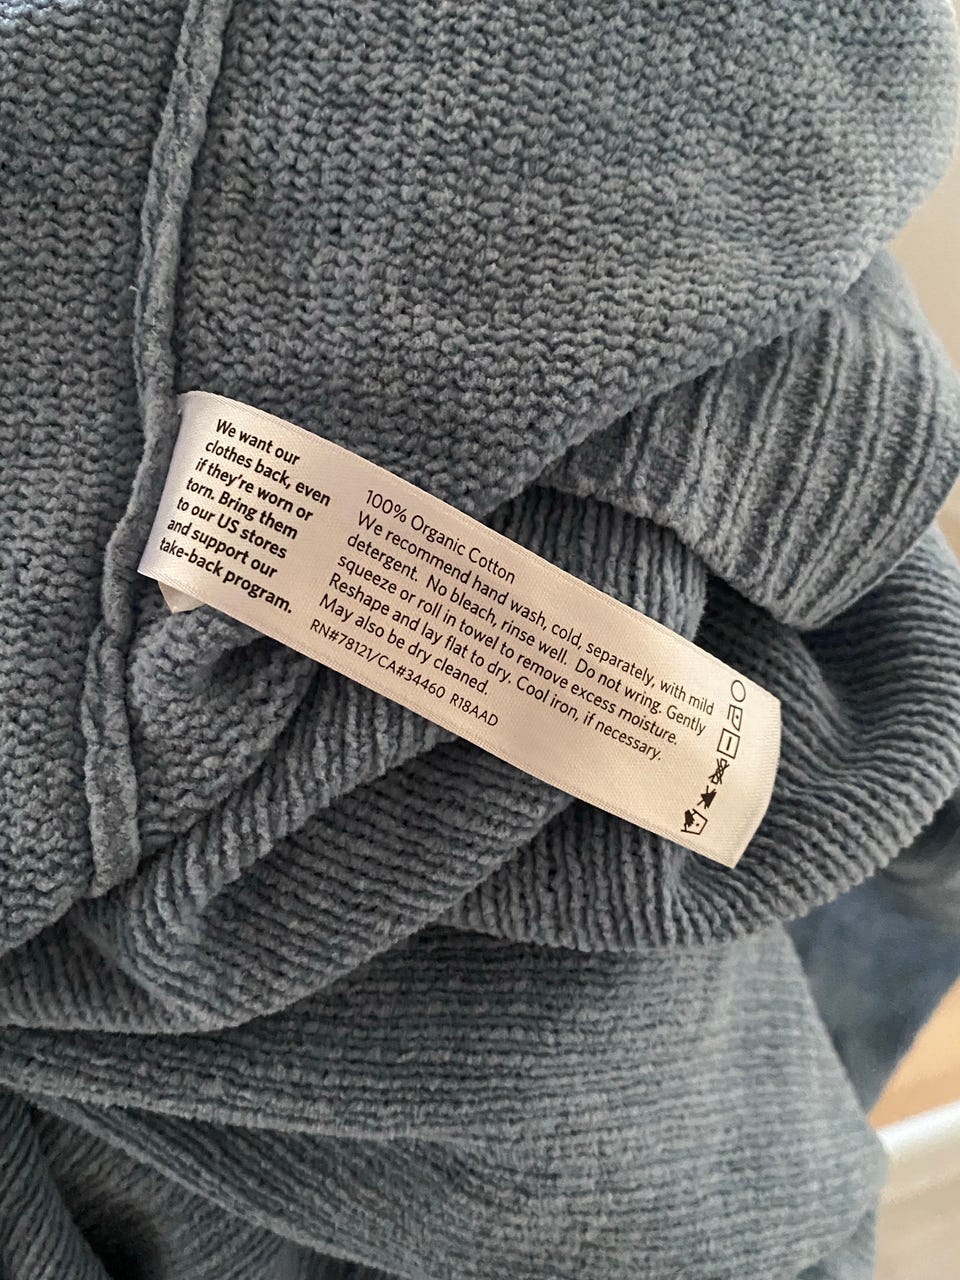 We want our
clothes back, even
if they're worn or
torn. Bring them
to our US stores
and support our
take-back program.
100% Organic Cotton
We recommend hand wash, cold, separately, with mild
detergent. No bleach, rinse well. Do not wring. Gently
squeeze or roll in towel to remove excess moisture.
Reshape and lay flat to dry. Cool iron, if necessary.
May also be dry cleaned.
RN#78121/CA#34460 R18AAD